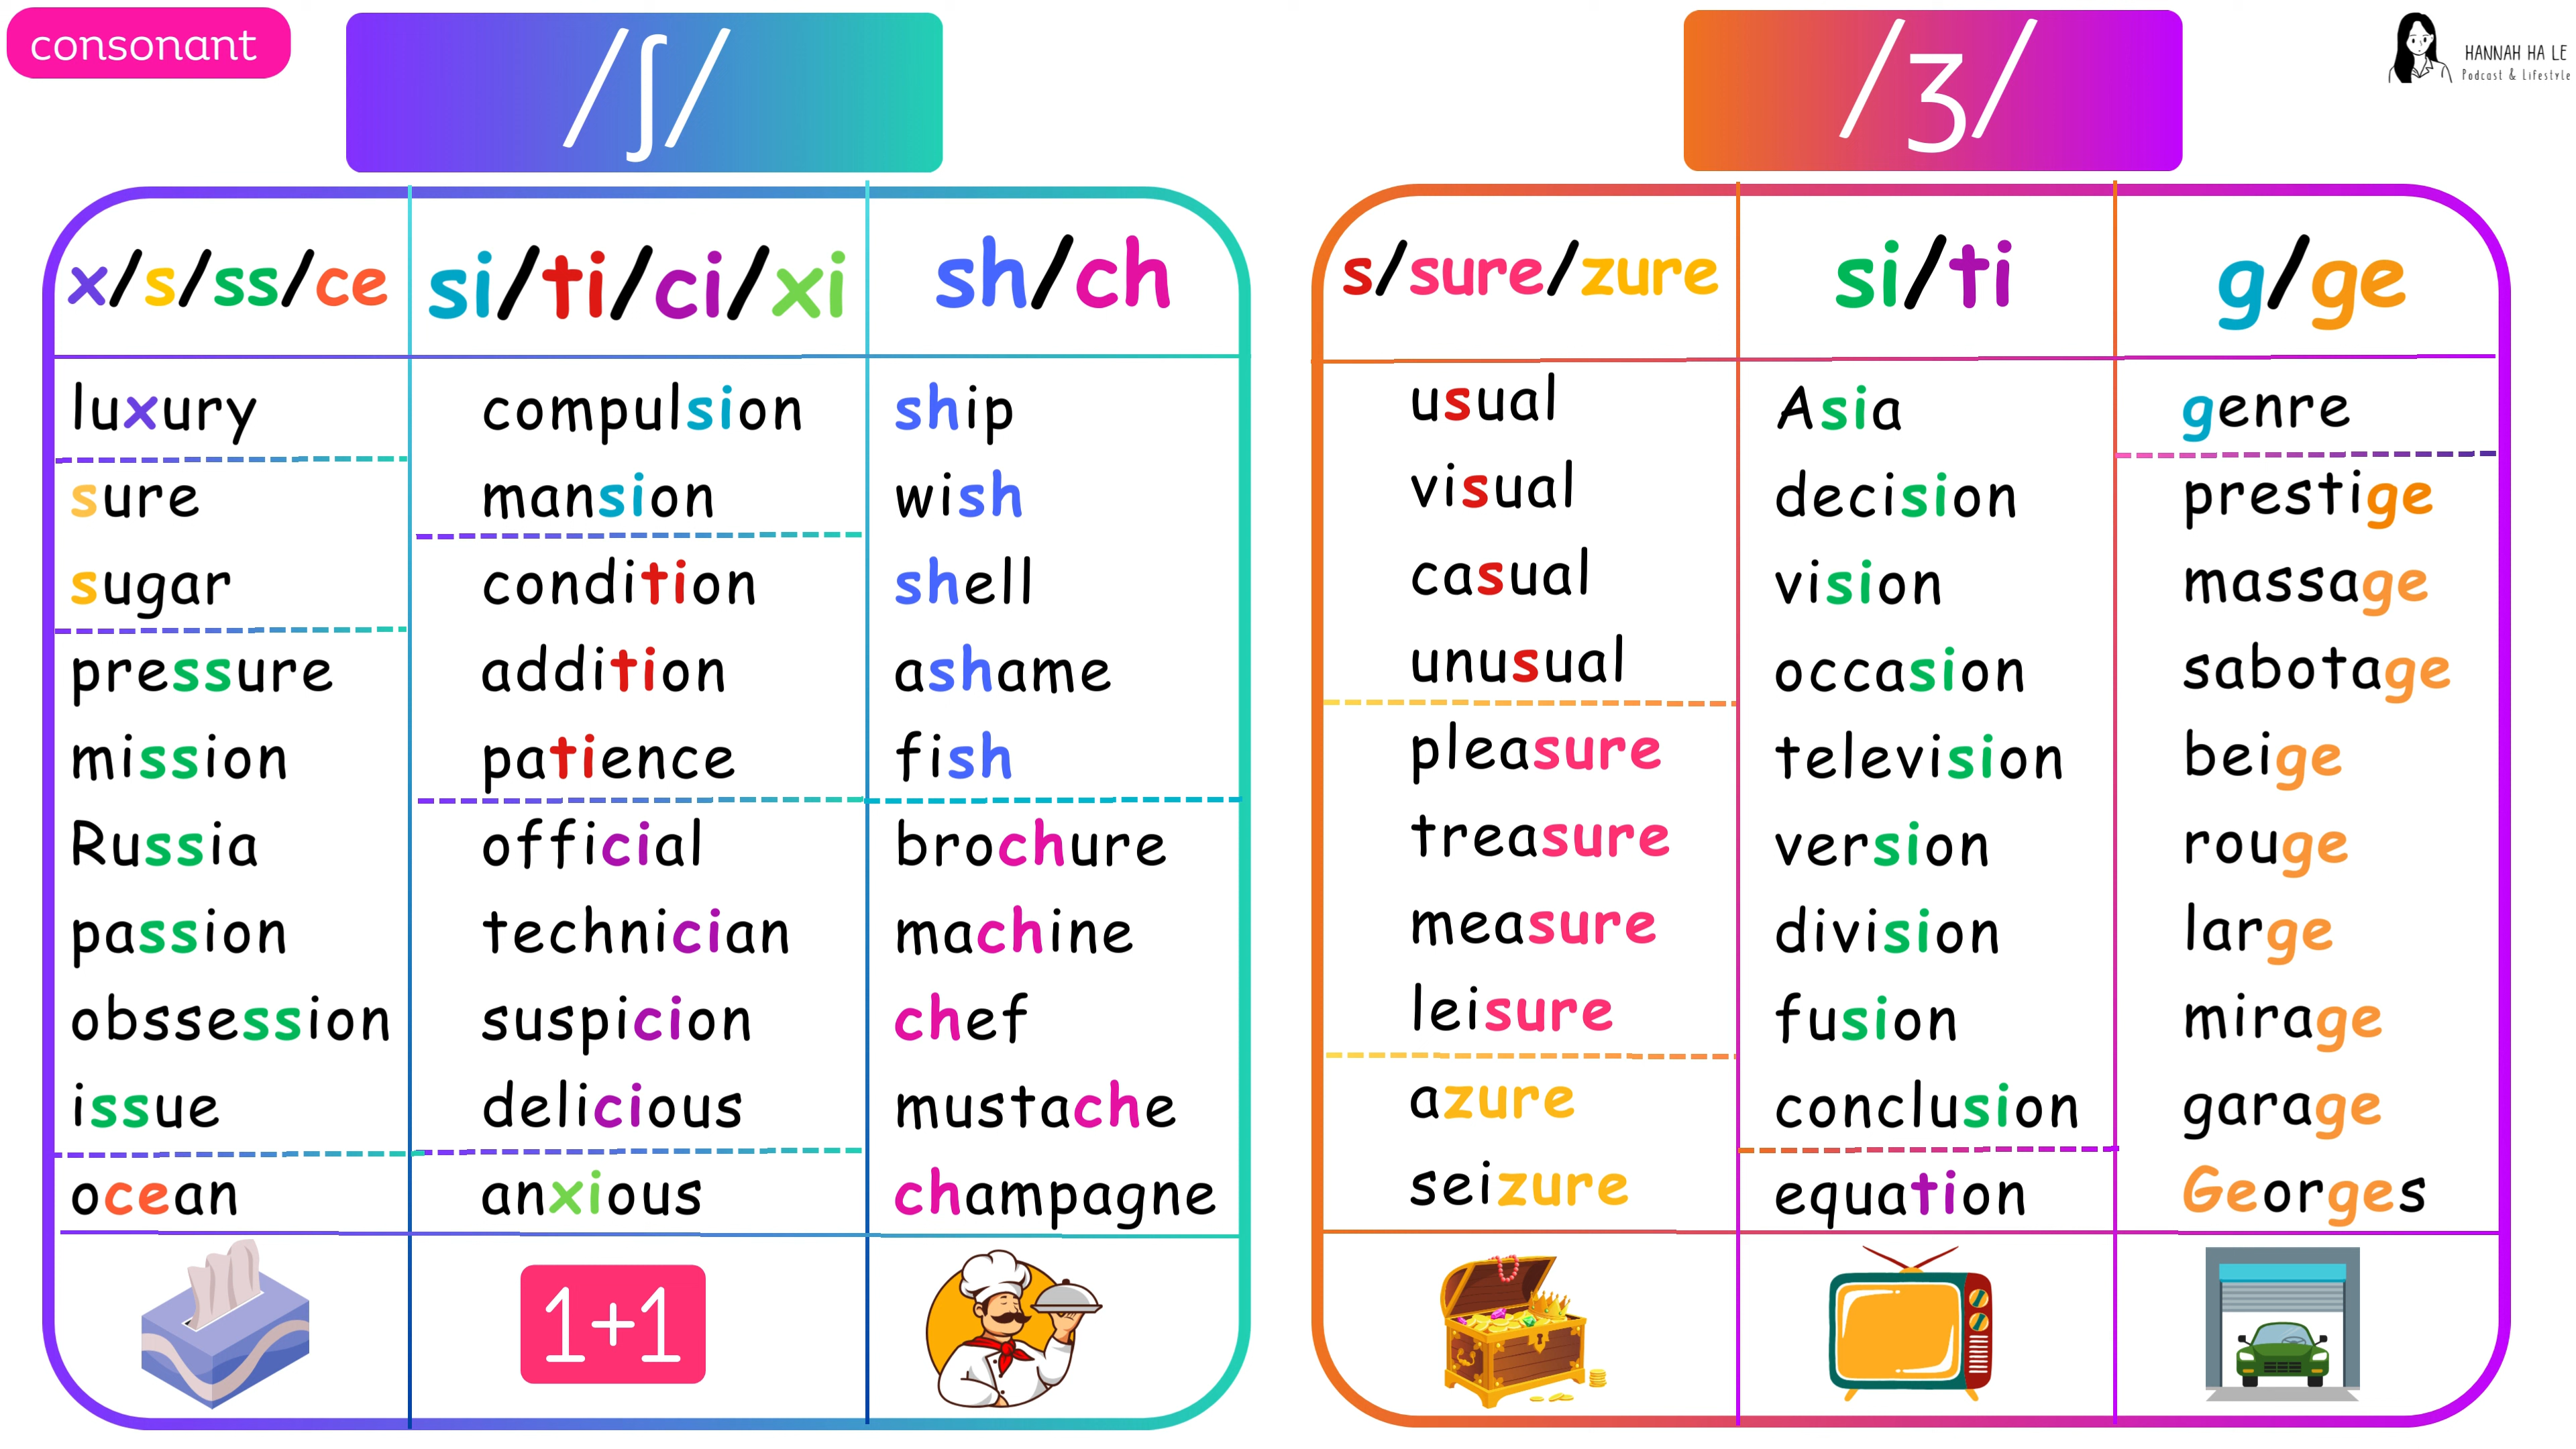 consonant
/ʃ/
/ʒ/
HANNAH HA LE
Podcast & Lifestyle
x/s/ss/ce
luxury
sure
sugar
pressure
mission
Russia
passion
obssession
issue
ocean
si/ti/ci/xi
compulsion
mansion
condition
addition
patience
official
technician
suspicion
delicious
anxious
1+1
sh/ch
ship
wish
shell
ashame
fish
brochure
machine
chef
mustache
champagne
s/sure/zure
usual
visual
casual
unusual
pleasure
treasure
measure
leisure
azure
seizure
si/ti
Asia
decision
vision
occasion
television
version
division
fusion
conclusion
equation
g/ge
genre
prestige
massage
sabotage
beige
rouge
large
mirage
garage
Georges